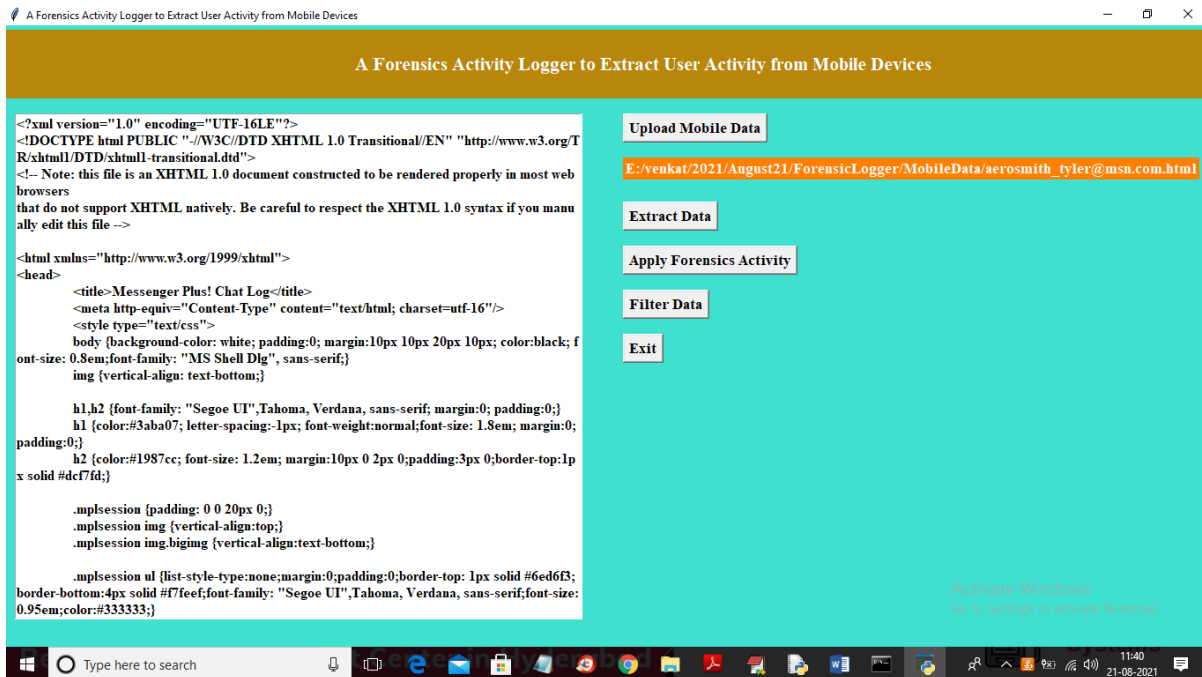 A Forensics Activity Logger to Extract User Activity from Mobile Devices
A Forensics Activity Logger to Extract User Activity from Mobile Devices
<?xml version="1.0" encoding="UTF-16LE"?>
<!DOCTYPE html PUBLIC "-//W3C//DTD XHTML 1.0 Transitional//EN" "http://www.w3.org/T
R/xhtml1/DTD/xhtml1-transitional.dtd">
<!-- Note: this file is an XHTML 1.0 document constructed to be rendered properly in most web
browsers
that do not support XHTML natively. Be careful to respect the XHTML 1.0 syntax if you manu
ally edit this file -->
<html xmlns="http://www.w3.org/1999/xhtml">
<head>
<title>Messenger Plus! Chat Log</title>
<meta http-equiv="Content-Type" content="text/html; charset=utf-16"/>
<style type="text/css">
body {background-color: white; padding:0; margin:10px 10px 20px 10px; color:black; f
ont-size: 0.8em;font-family: "MS Shell Dlg", sans-serif;}
img {vertical-align: text-bottom;}
h1,h2 {font-family: "Segoe UI",Tahoma, Verdana, sans-serif; margin:0; padding:0;}
h1 {color:#3aba07; letter-spacing:-1px; font-weight:normal;font-size: 1.8em; margin:0;
padding:0;}
h2 {color:#1987cc; font-size: 1.2em; margin:10px 0 2px 0;padding:3px 0;border-top:1p
x solid #dcf7fd;}
.mplsession {padding: 0 0 20px 0;}
.mplsession img {vertical-align:top;}
.mplsession img.bigimg {vertical-align:text-bottom;}
.mplsession ul {list-style-type:none;margin:0;padding:0;border-top: 1px solid #6ed6f3;
border-bottom:4px solid #f7feef;font-family: "Segoe UI",Tahoma, Verdana, sans-serif;font-size:
0.95em;color:#333333;}
Upload Mobile Data
E:/venkat/2021/August21/ForensicLogger/MobileData/aerosmith_tyler@msn.com.html
Extract Data
Apply Forensics Activity
Filter Data
Exit
Activate Windows
Go to Settings to activate Windows.
Type here to search
11:40
21-08-2021